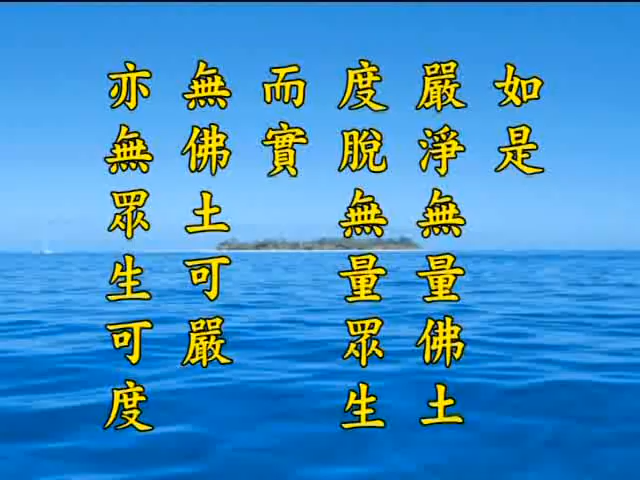 如是
嚴淨無量佛土
度脫無量眾生
而實
無佛土可嚴
亦無眾生可度